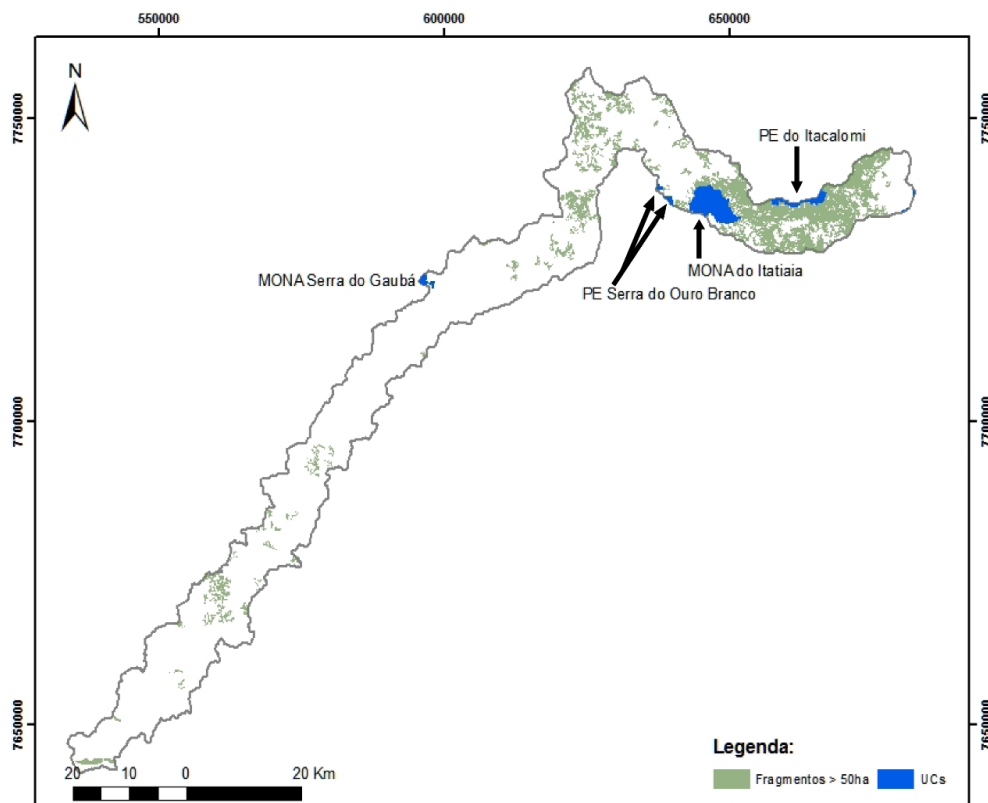 550000 600000 650000
N
7750000 7750000
PE do Itacalomi
MONA do Itatiaia
MONA Serra do Gaubá
PE Serra do Ouro Branco
7700000 7700000
7650000 7650000
Legenda:
20 10 0 20 Km
Fragmentos > 50ha UCs